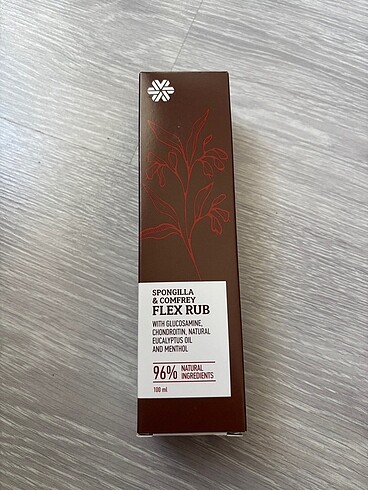 SPONGILLA
& COMFREY
FLEX RUB
WITH GLUCOSAMINE,
CHONDROITIN, NATURAL
EUCALYPTUS OIL
AND MENTHOL
96% NATURAL
INGREDIENTS
100 ml